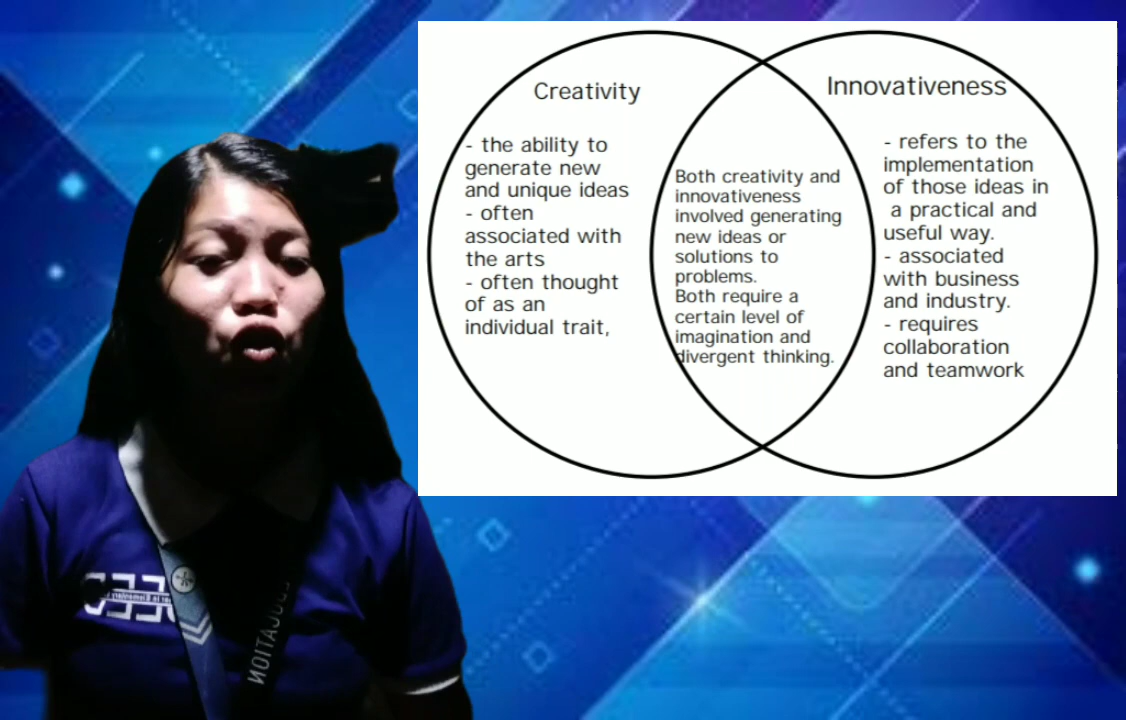 Creativity
- the ability to
generate new
and unique ideas
- often
associated with
the arts
- often thought
of as an
individual trait,
Both creativity and
innovativeness
involved generating
new ideas or
solutions to
problems.
Both require a
certain level of
imagination and
divergent thinking.
Innovativeness
- refers to the
implementation
of those ideas in
a practical and
useful way.
- associated
with business
and industry.
- requires
collaboration
and teamwork
EDUCATION